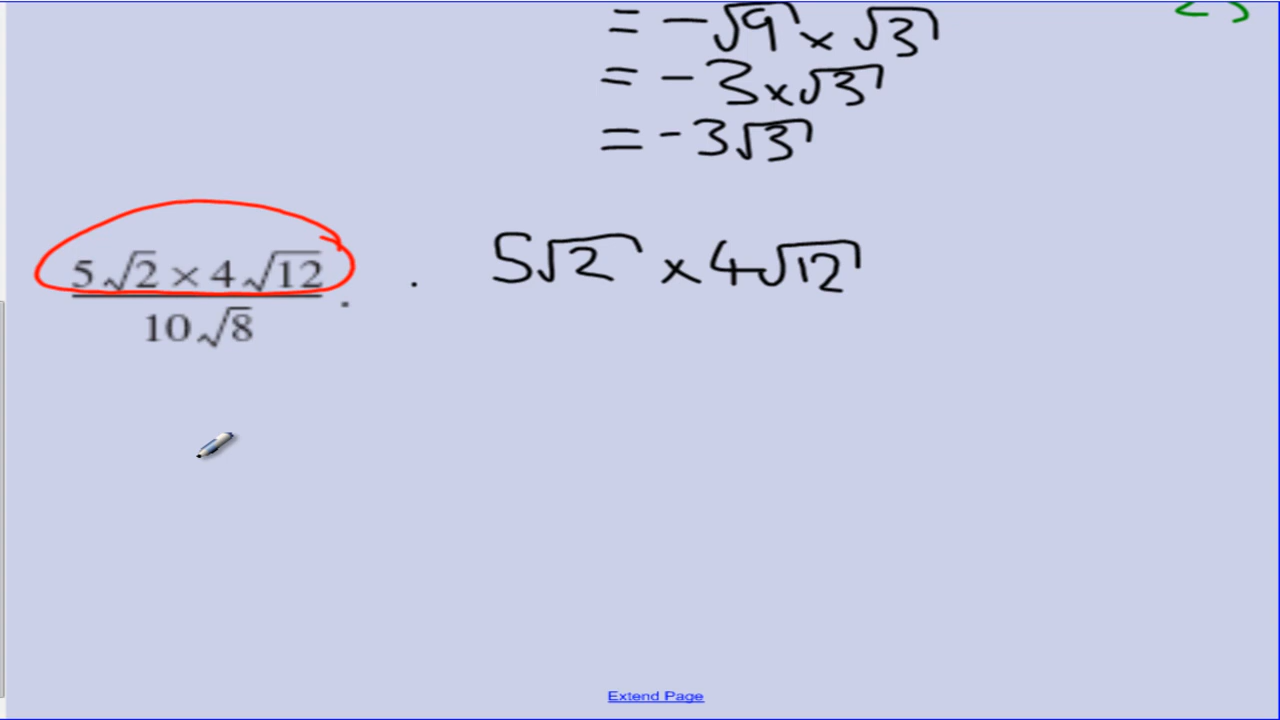 = -√9 × √3
= -3×√3
= -3√3
5√2 × 4√12
10√8 .
. 5√2 × 4√12
Extend Page